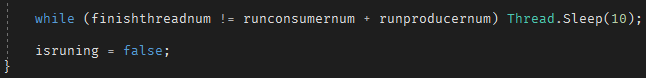 while (finishthreadnum != runconsumernum + runproducernum) Thread.Sleep(10);
isruning = false;
}